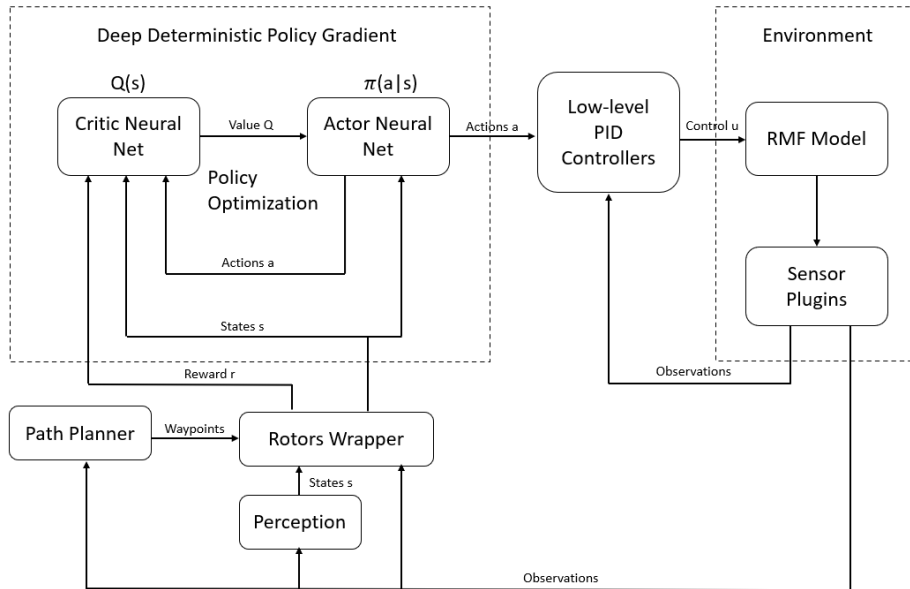 Deep Deterministic Policy Gradient
Environment
Q(s)
π(a|s)
Critic Neural
Net
Value Q
Actor Neural
Net
Actions a
Low-level
PID
Controllers
Control u
RMF Model
Policy
Optimization
Actions a
Sensor
Plugins
States s
Reward r
Observations
Path Planner
Waypoints
Rotors Wrapper
States s
Perception
Observations